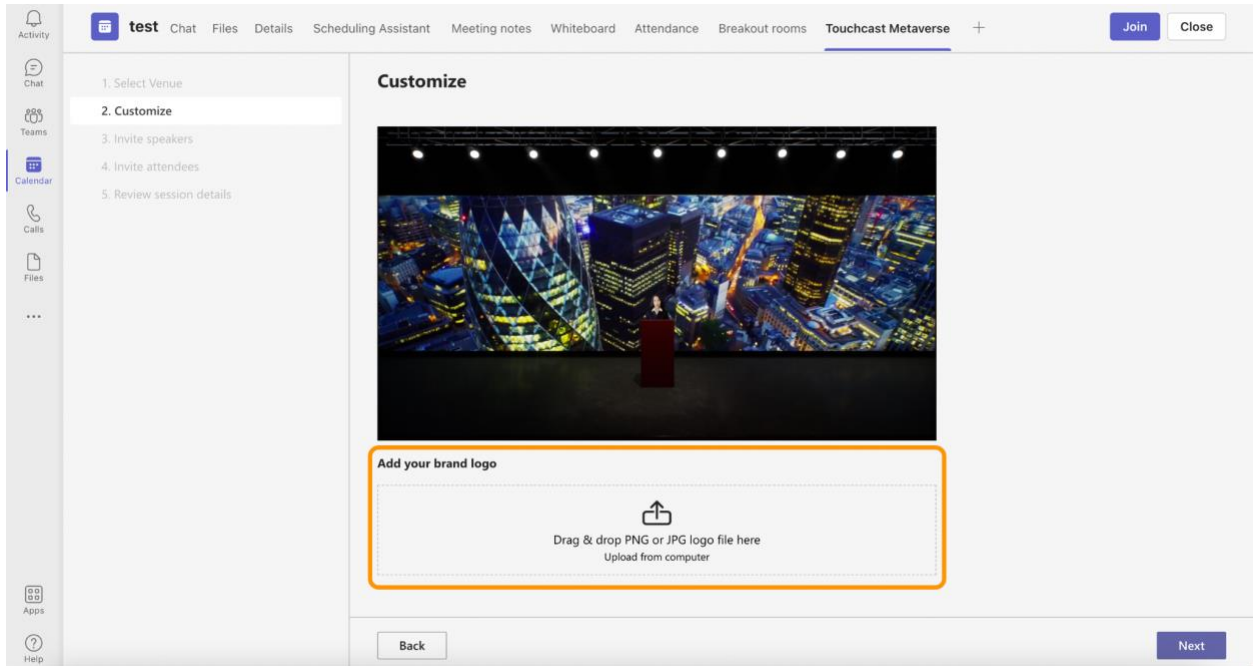 Activity
Chat
Teams
Calendar
Calls
Files
...
Apps
Help
test Chat Files Details Scheduling Assistant Meeting notes Whiteboard Attendance Breakout rooms Touchcast Metaverse +
Join Close
1. Select Venue
2. Customize
3. Invite speakers
4. Invite attendees
5. Review session details
Customize
Add your brand logo
Drag & drop PNG or JPG logo file here
Upload from computer
Back
Next